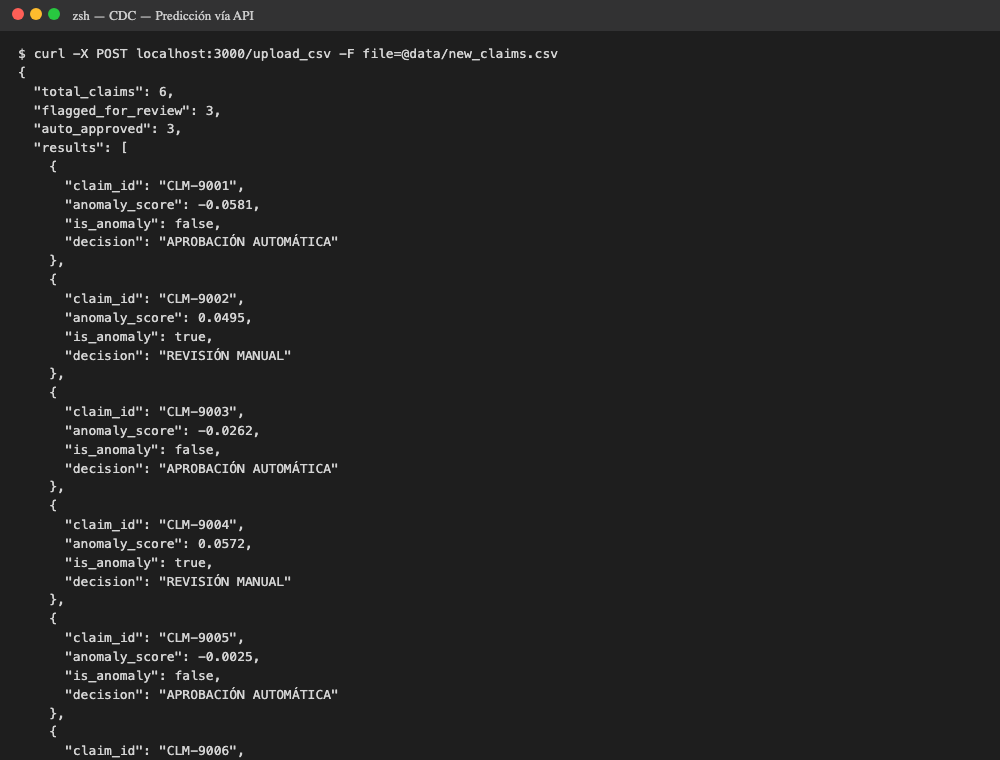 zsh — CDC — Predicción vía API
$ curl -X POST localhost:3000/upload_csv -F file=@data/new_claims.csv
{
  "total_claims": 6,
  "flagged_for_review": 3,
  "auto_approved": 3,
  "results": [
    {
      "claim_id": "CLM-9001",
      "anomaly_score": -0.0581,
      "is_anomaly": false,
      "decision": "APROBACIÓN AUTOMÁTICA"
    },
    {
      "claim_id": "CLM-9002",
      "anomaly_score": 0.0495,
      "is_anomaly": true,
      "decision": "REVISIÓN MANUAL"
    },
    {
      "claim_id": "CLM-9003",
      "anomaly_score": -0.0262,
      "is_anomaly": false,
      "decision": "APROBACIÓN AUTOMÁTICA"
    },
    {
      "claim_id": "CLM-9004",
      "anomaly_score": 0.0572,
      "is_anomaly": true,
      "decision": "REVISIÓN MANUAL"
    },
    {
      "claim_id": "CLM-9005",
      "anomaly_score": -0.0025,
      "is_anomaly": false,
      "decision": "APROBACIÓN AUTOMÁTICA"
    },
    {
      "claim_id": "CLM-9006",